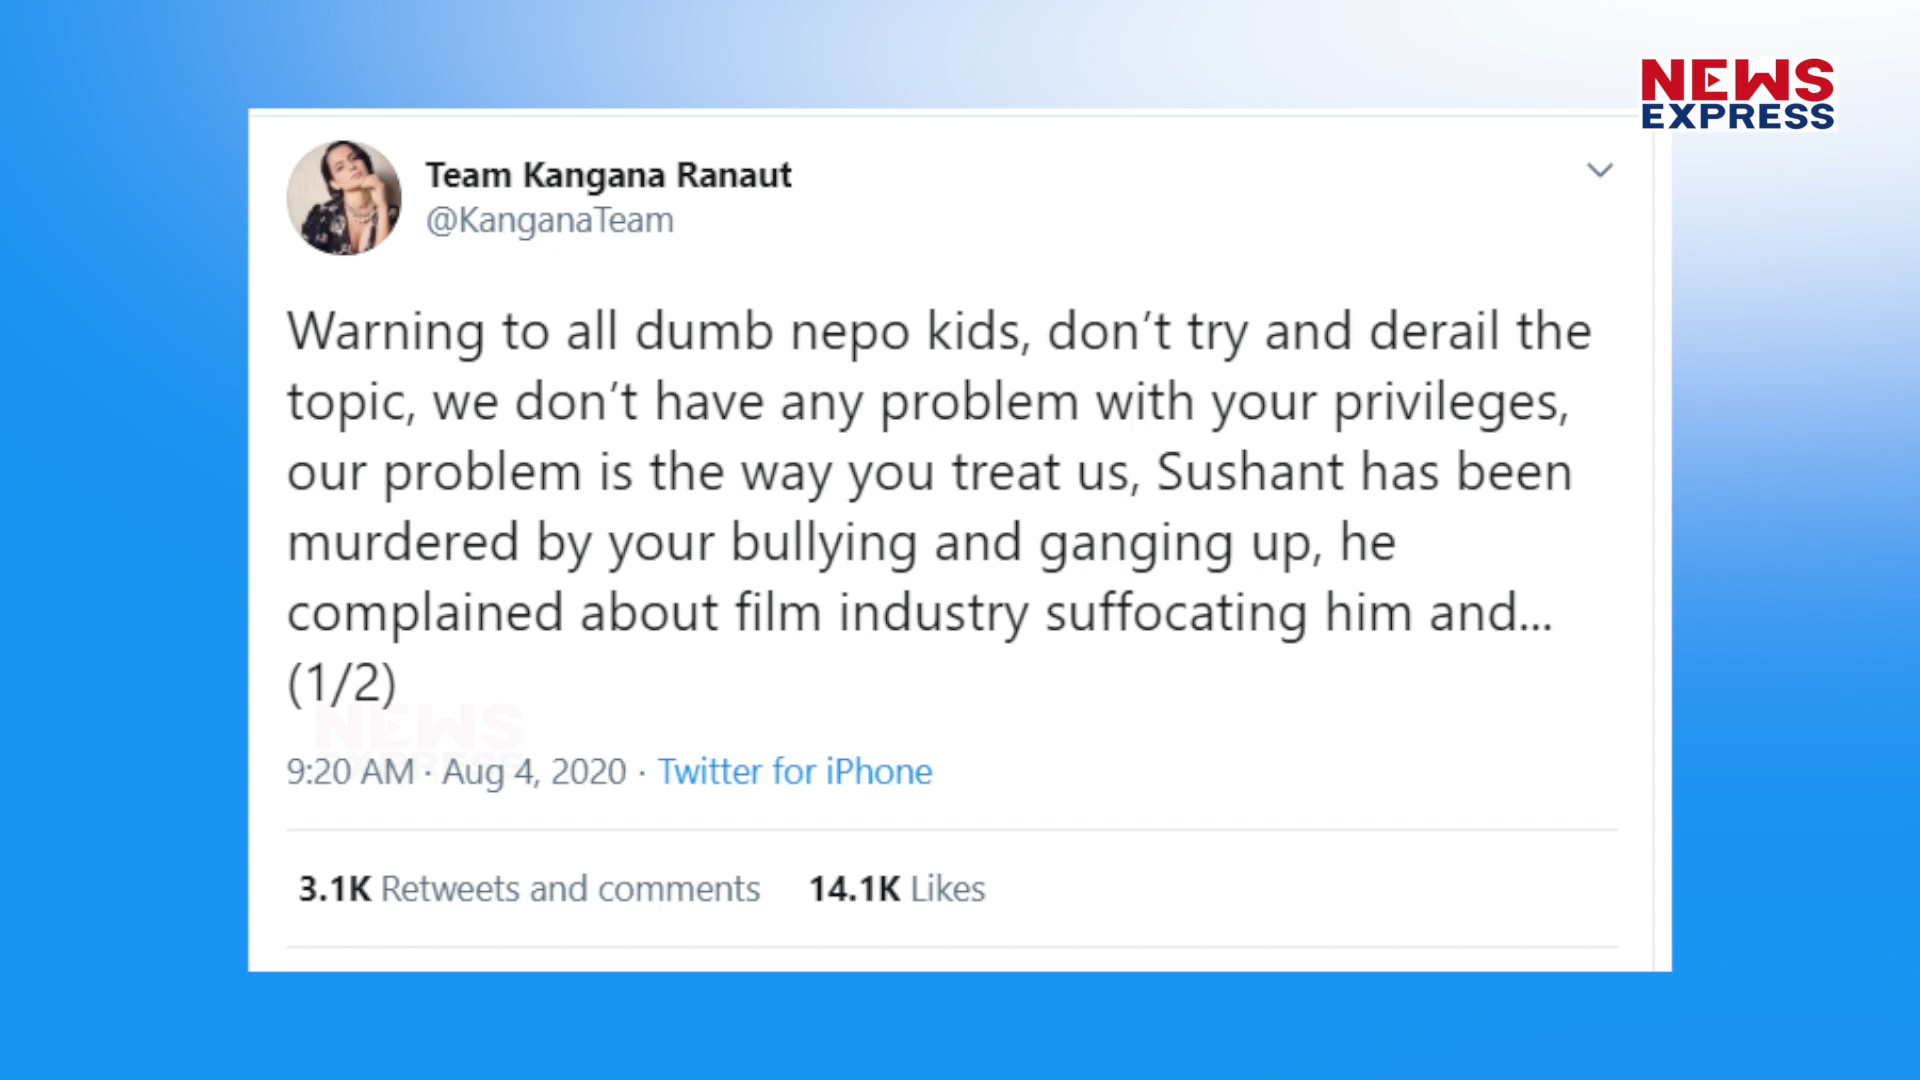 NEWS
EXPRESS
Team Kangana Ranaut
@KanganaTeam
Warning to all dumb nepo kids, don’t try and derail the
topic, we don’t have any problem with your privileges,
our problem is the way you treat us, Sushant has been
murdered by your bullying and ganging up, he
complained about film industry suffocating him and...
(1/2)
NEWS
EXPRESS
9:20 AM · Aug 4, 2020 · Twitter for iPhone
3.1K Retweets and comments 14.1K Likes